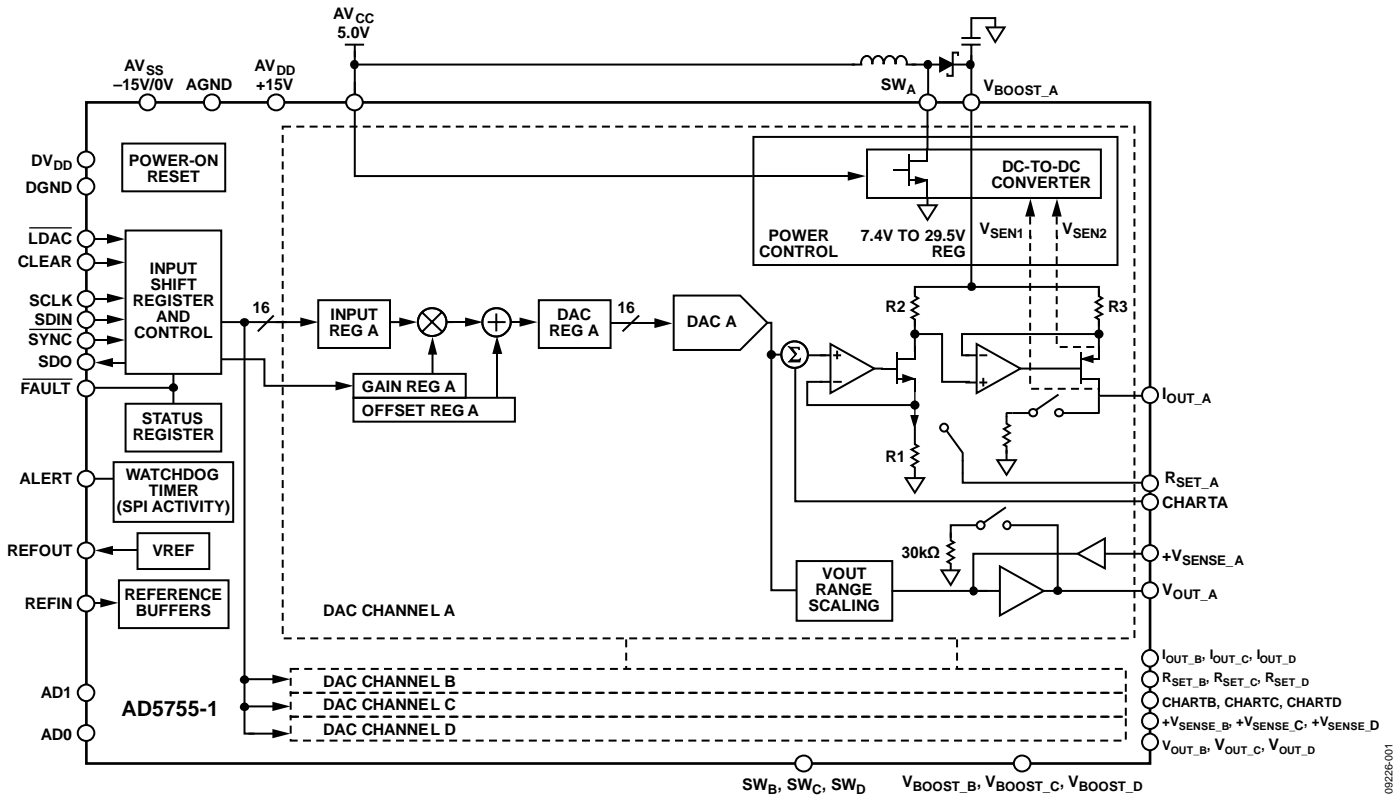 AVCC
5.0V
AVSS
–15V/0V
AGND
AVDD
+15V
SWA
VBOOST_A
DVDD
DGND
LDAC
CLEAR
SCLK
SDIN
SYNC
SDO
FAULT
ALERT
REFOUT
REFIN
AD1
AD0
POWER-ON
RESET
INPUT
SHIFT
REGISTER
AND
CONTROL
STATUS
REGISTER
WATCHDOG
TIMER
(SPI ACTIVITY)
VREF
REFERENCE
BUFFERS
AD5755-1
16
INPUT
REG A
GAIN REG A
OFFSET REG A
DAC
REG A
16
DAC A
DC-TO-DC
CONVERTER
POWER
CONTROL
7.4V TO 29.5V
REG
VSEN1
VSEN2
R2
R3
Σ
+
–
–
+
R1
30kΩ
VOUT
RANGE
SCALING
DAC CHANNEL A
DAC CHANNEL B
DAC CHANNEL C
DAC CHANNEL D
IOUT_A
RSET_A
CHARTA
+VSENSE_A
VOUT_A
IOUT_B, IOUT_C, IOUT_D
RSET_B, RSET_C, RSET_D
CHARTB, CHARTC, CHARTD
+VSENSE_B, +VSENSE_C, +VSENSE_D
VOUT_B, VOUT_C, VOUT_D
SWB, SWC, SWD
VBOOST_B, VBOOST_C, VBOOST_D
09226-001